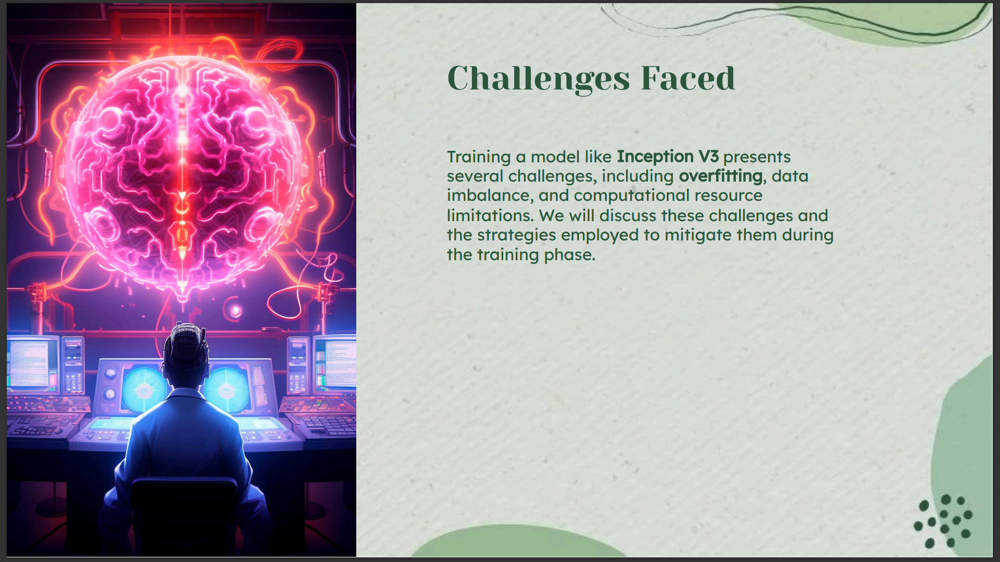 Challenges Faced
Training a model like Inception V3 presents
several challenges, including overfitting, data
imbalance, and computational resource
limitations. We will discuss these challenges and
the strategies employed to mitigate them during
the training phase.